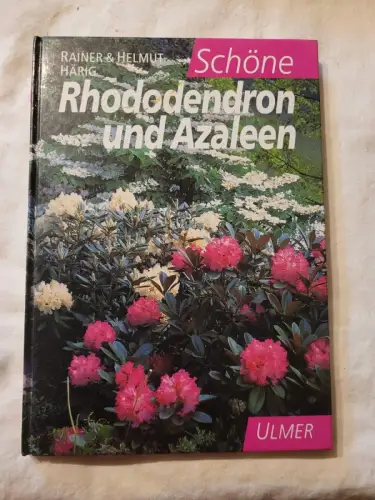 RAINER & HELMUT
HÄRIG
Schöne
Rhododendron
und Azaleen
ULMER